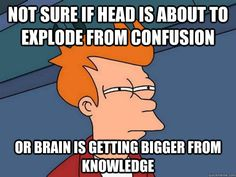 NOT SURE IF HEAD IS ABOUT TO
EXPLODE FROM CONFUSION
OR BRAIN IS GETTING BIGGER FROM
KNOWLEDGE